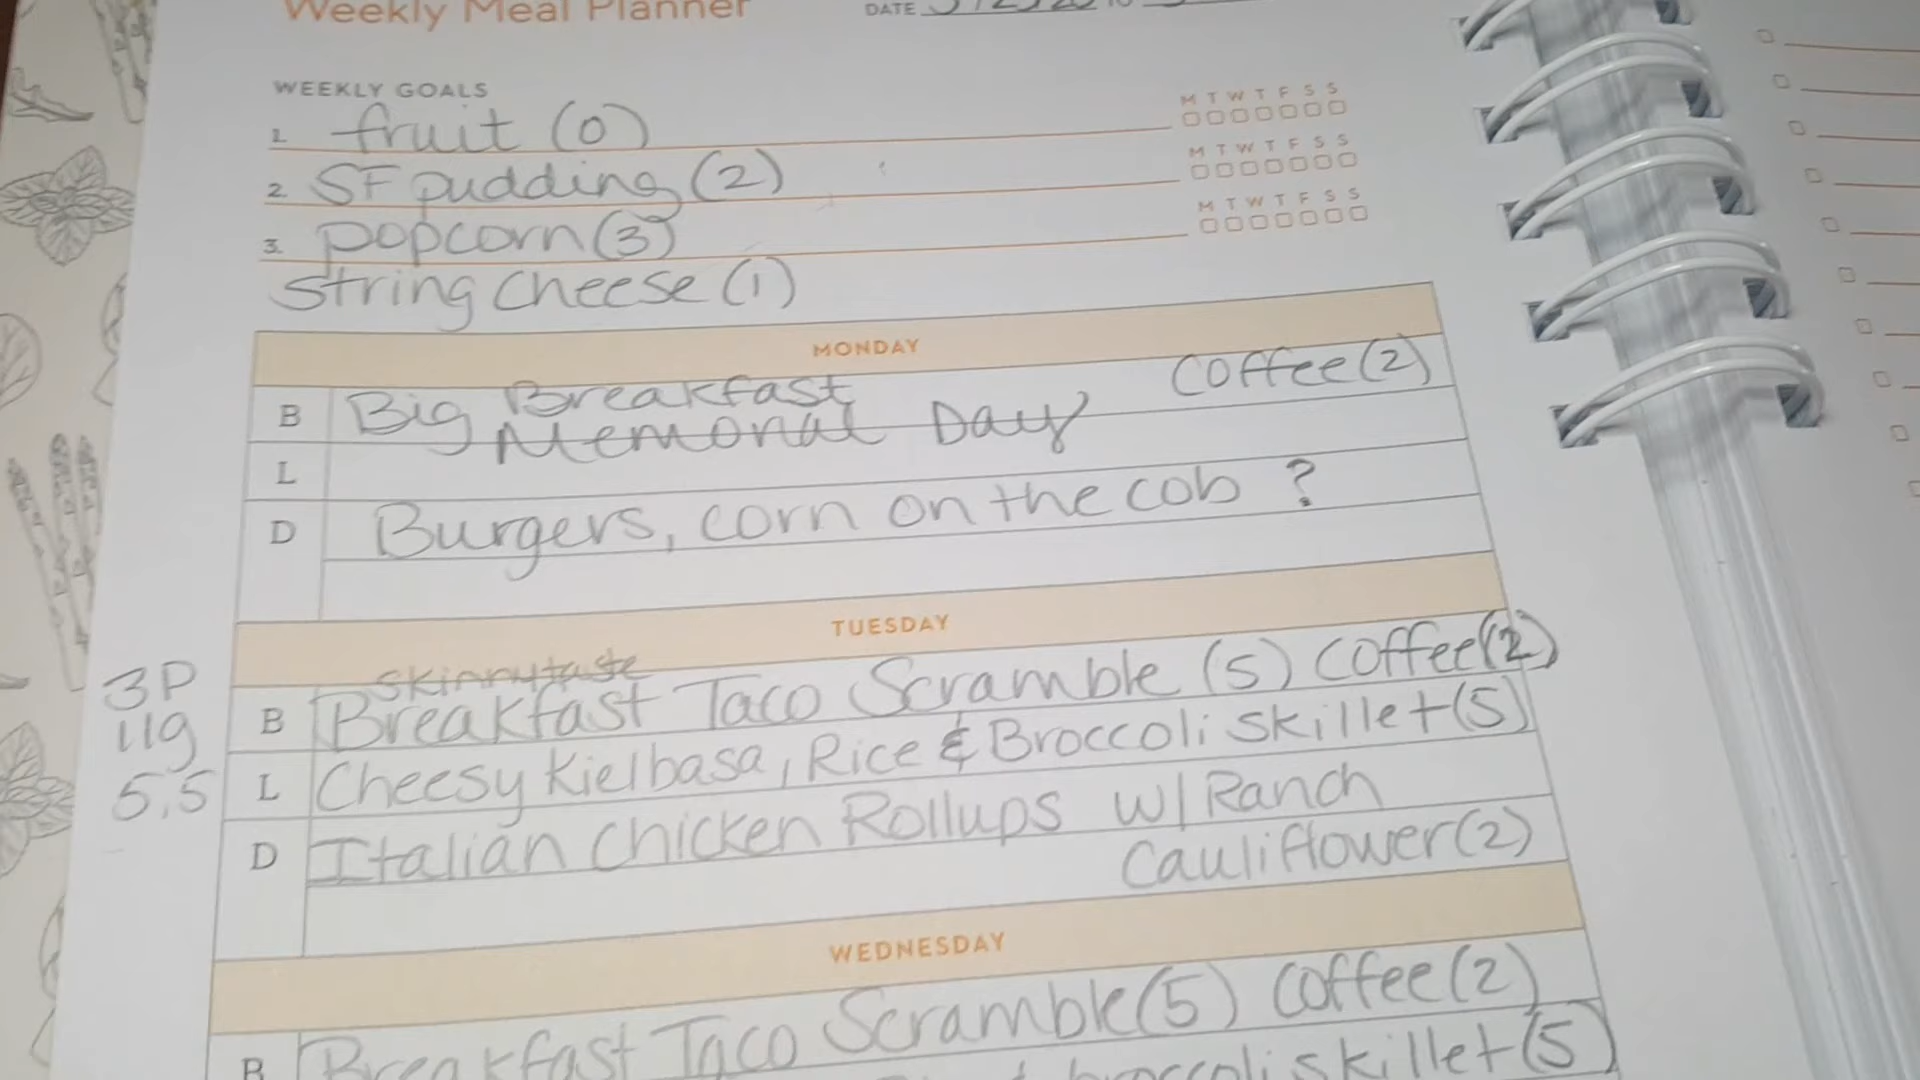 Weekly Meal Planner
DATE
WEEKLY GOALS
M T W T F S S
1. fruit (0)
M T W T F S S
2. SF pudding (2)
M T W T F S S
3. popcorn (3)
String cheese (1)
MONDAY
Coffee (2)
B Big Breakfast
Memorial Day
L
D Burgers, corn on the cob ?
TUESDAY
3P
11g
5,5
skinnytaste
B Breakfast Taco Scramble (5) Coffee (2)
L Cheesy Kielbasa, Rice & Broccoli skillet (5)
D Italian Chicken Rollups w/ Ranch
Cauliflower (2)
WEDNESDAY
B Breakfast Taco Scramble (5) Coffee (2)
broccoli skillet (5)